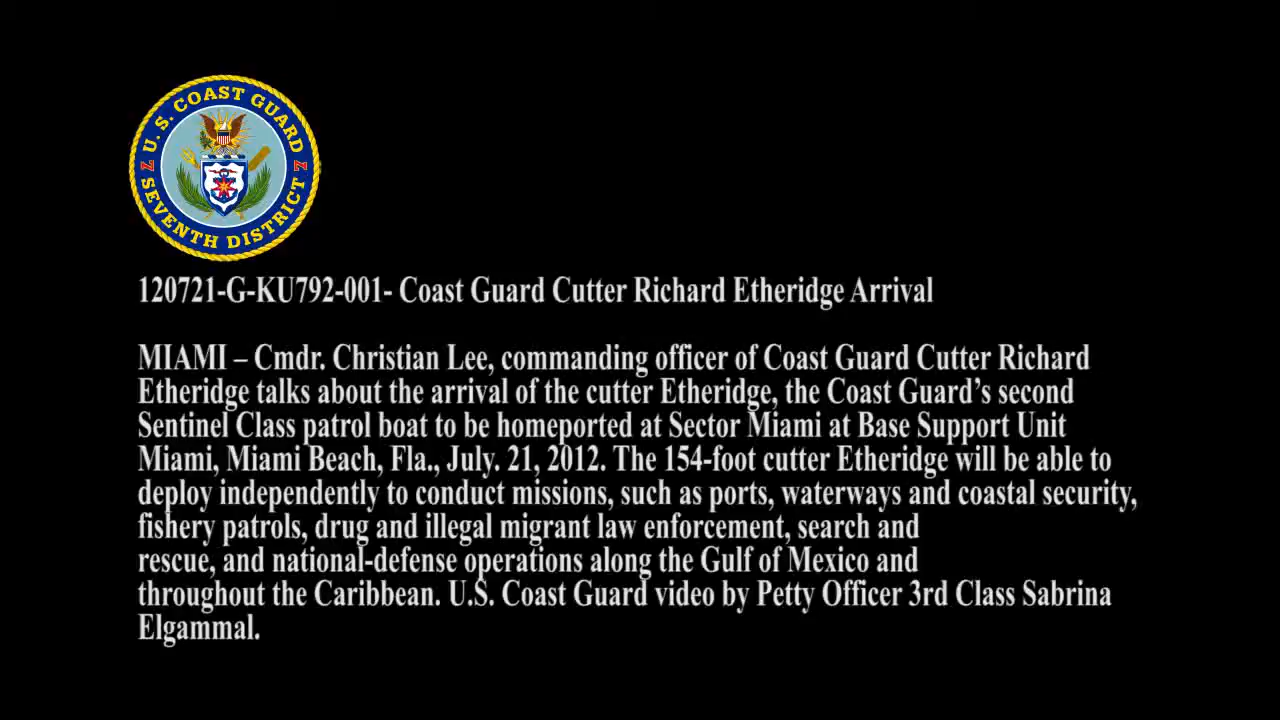 U. S. COAST GUARD
7 7
SEVENTH DISTRICT
120721-G-KU792-001- Coast Guard Cutter Richard Etheridge Arrival
MIAMI – Cmdr. Christian Lee, commanding officer of Coast Guard Cutter Richard
Etheridge talks about the arrival of the cutter Etheridge, the Coast Guard’s second
Sentinel Class patrol boat to be homeported at Sector Miami at Base Support Unit
Miami, Miami Beach, Fla., July. 21, 2012. The 154-foot cutter Etheridge will be able to
deploy independently to conduct missions, such as ports, waterways and coastal security,
fishery patrols, drug and illegal migrant law enforcement, search and
rescue, and national-defense operations along the Gulf of Mexico and
throughout the Caribbean. U.S. Coast Guard video by Petty Officer 3rd Class Sabrina
Elgammal.